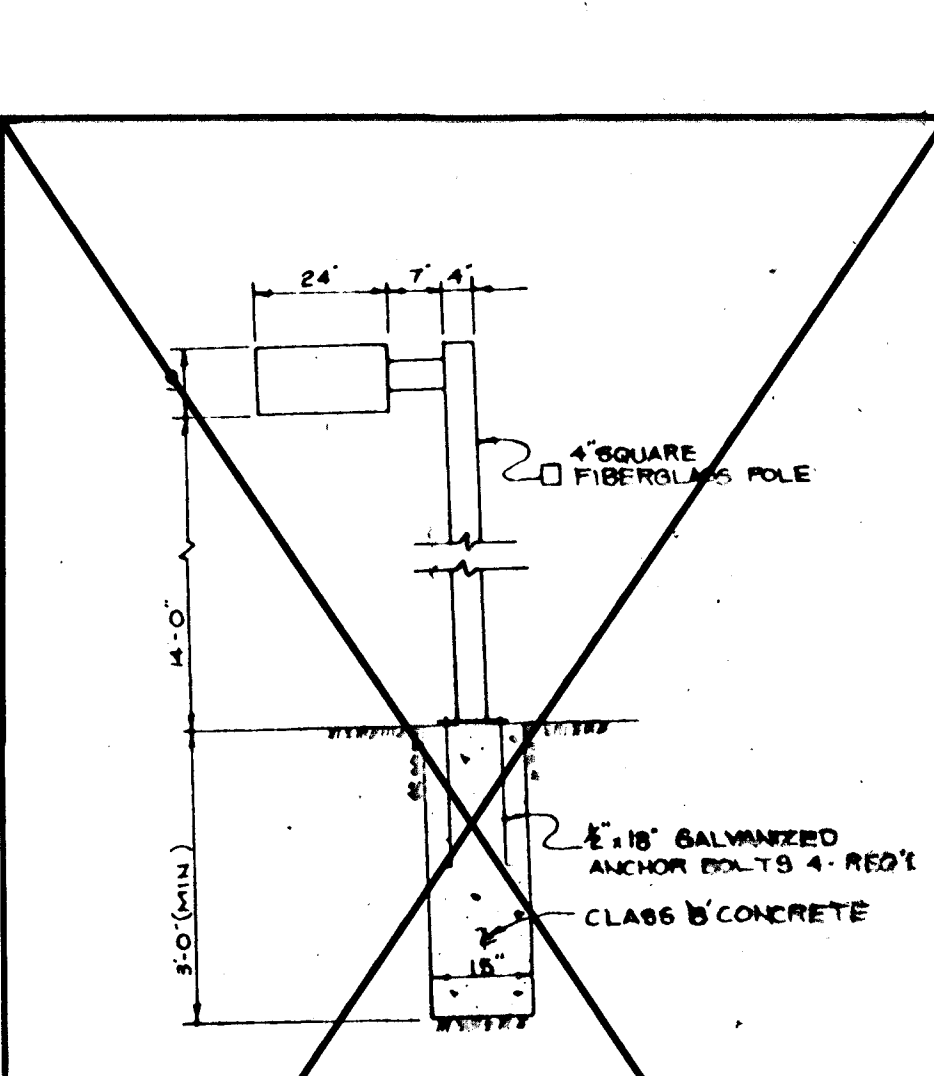 24" 7" 4"
4" SQUARE
FIBERGLASS POLE
14'-0"
½" x 18" GALVANIZED
ANCHOR BOLTS 4-REQ'D
CLASS 'B' CONCRETE
3'-0" (MIN)
18"